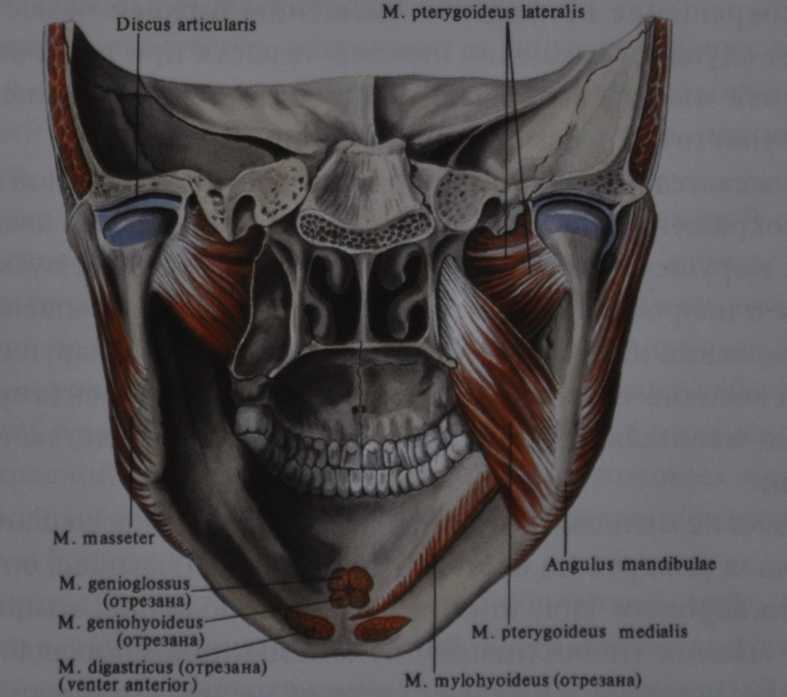 Discus articularis
M. pterygoideus lateralis
M. masseter
Angulus mandibulae
M. genioglossus
(отрезана)
M. geniohyoideus
(отрезана)
M. pterygoideus medialis
M. digastricus (отрезана)
(venter anterior)
M. mylohyoideus (отрезана)